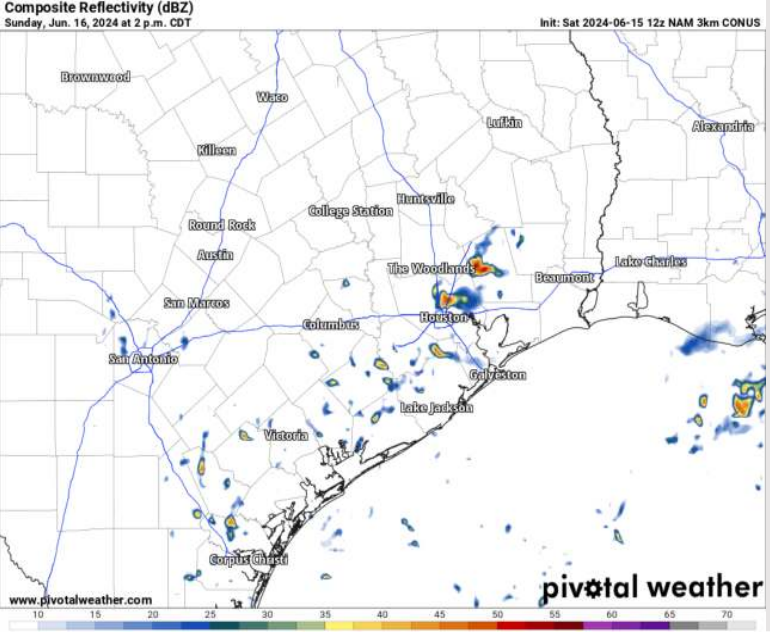 Composite Reflectivity (dBZ)
Sunday, Jun. 16, 2024 at 2 p.m. CDT
Init: Sat 2024-06-15 12z NAM 3km CONUS
Brownwood
Waco
Lufkin
Alexandria
Killeen
Huntsville
College Station
Round Rock
Austin
The Woodlands
Lake Charles
Beaumont
San Marcos
Houston
Columbus
San Antonio
Galveston
Lake Jackson
Victoria
Corpus Christi
www.pivotalweather.com
pivotal weather
10 15 20 25 30 35 40 45 50 55 60 65 70